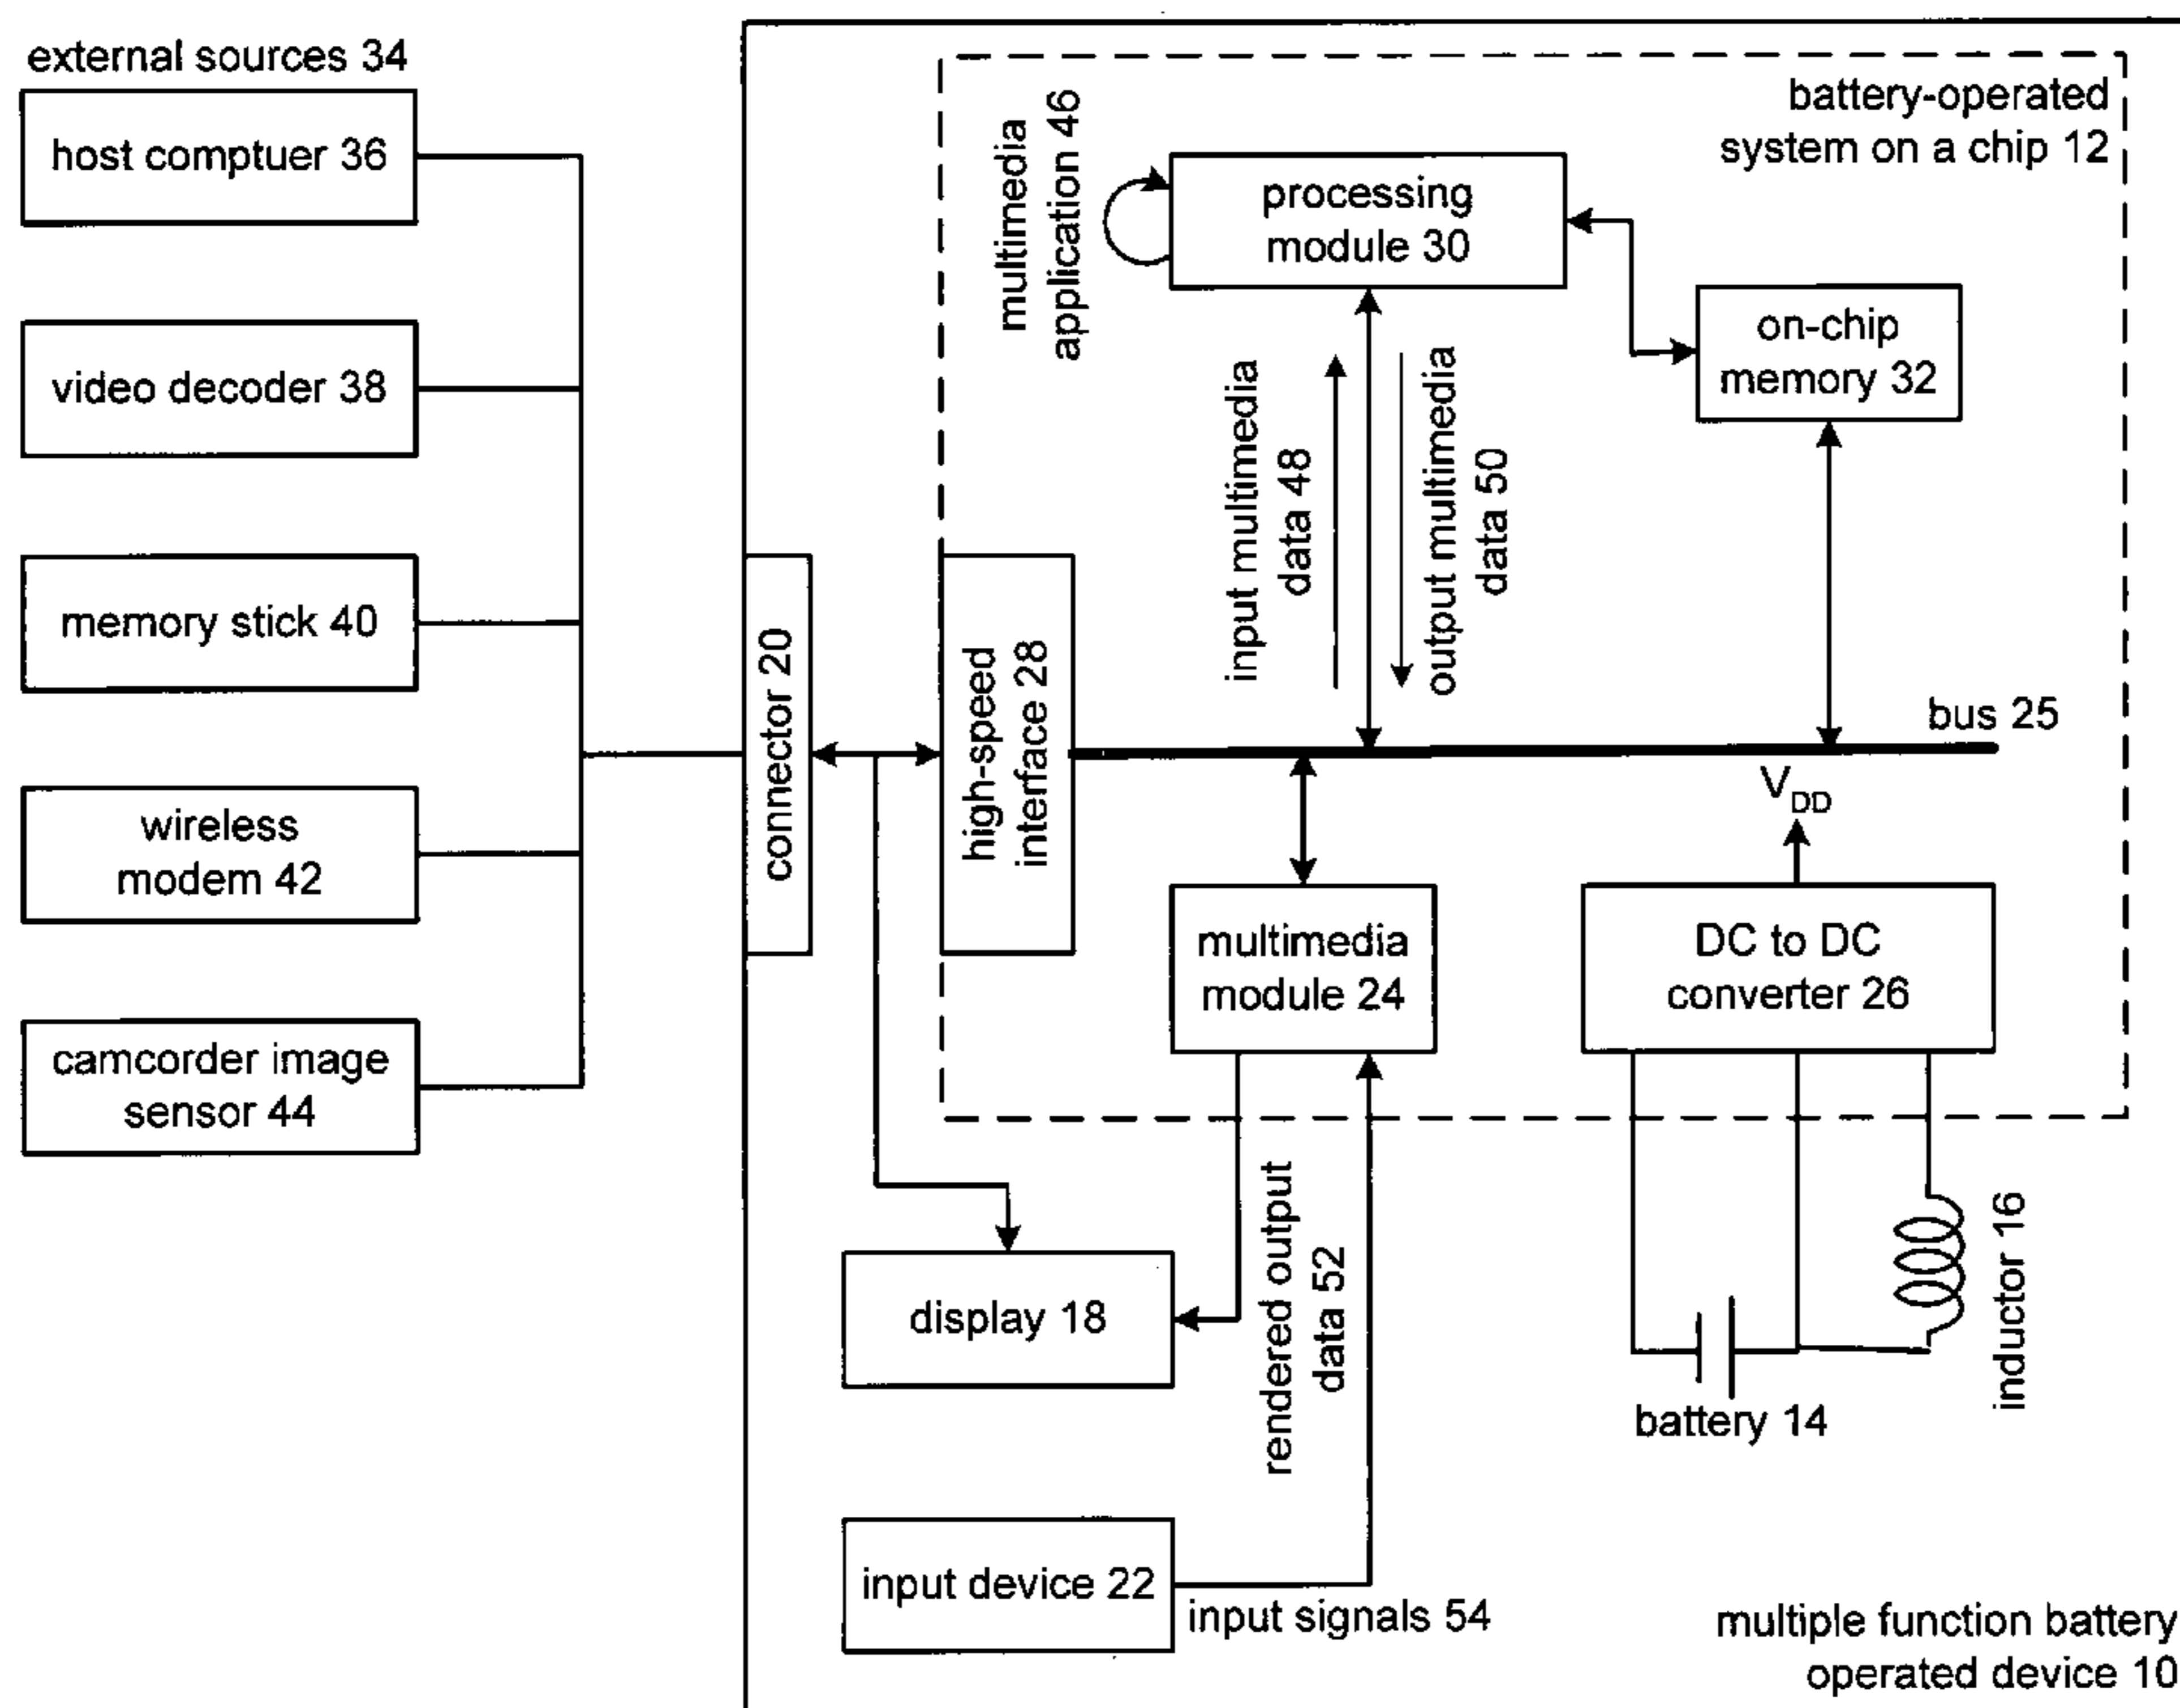 external sources 34
host comptuer 36
video decoder 38
memory stick 40
wireless
modem 42
camcorder image
sensor 44
connector 20
high-speed
interface 28
multimedia
application 46
processing
module 30
battery-operated
system on a chip 12
on-chip
memory 32
input multimedia
data 48
output multimedia
data 50
bus 25
VDD
multimedia
module 24
DC to DC
converter 26
display 18
rendered output
data 52
battery 14
inductor 16
input device 22
input signals 54
multiple function battery
operated device 10